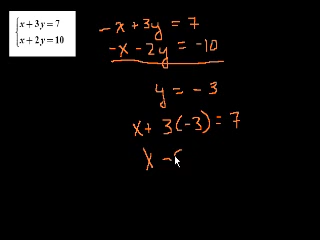 x + 3y = 7
x + 2y = 10
-x + 3y = 7
-x - 2y = -10
y = -3
x + 3(-3) = 7
x -